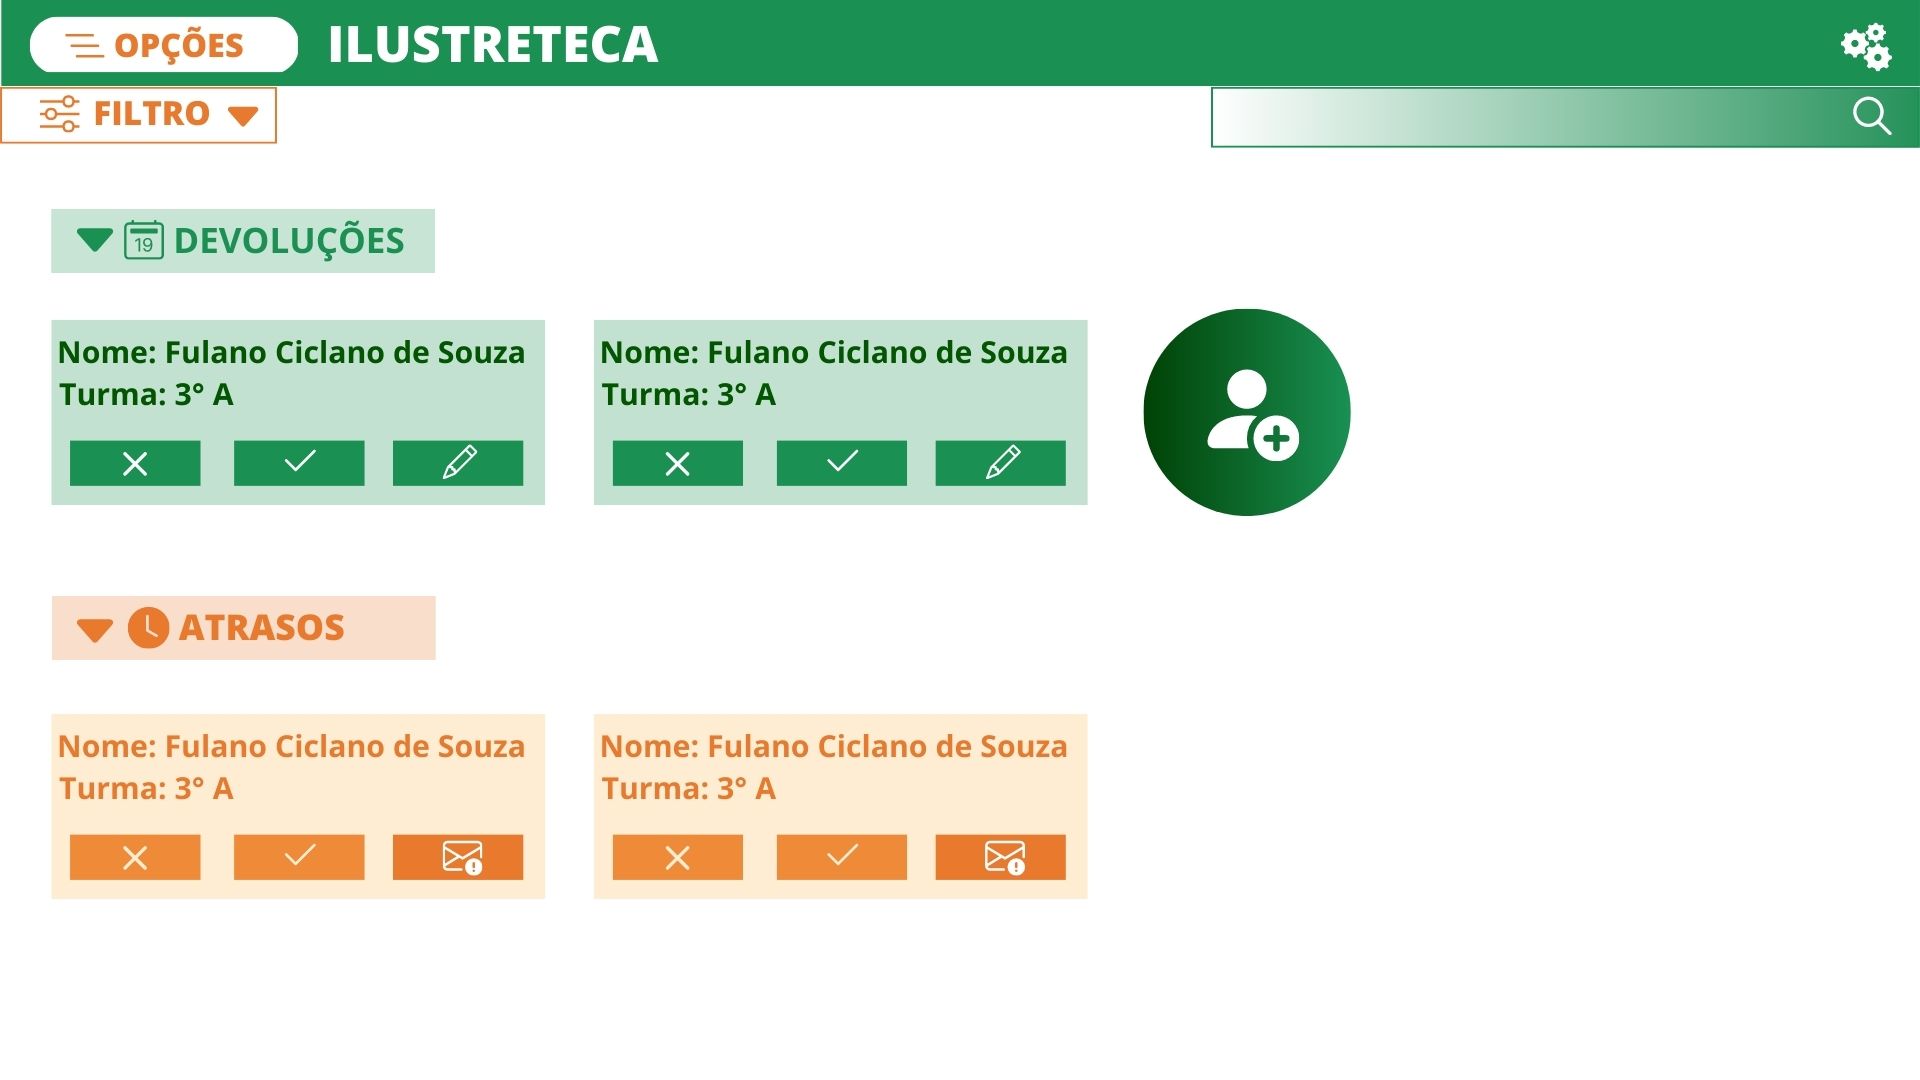 OPÇÕES
ILUSTRETECA
FILTRO
19
DEVOLUÇÕES
Nome: Fulano Ciclano de Souza
Turma: 3° A
Nome: Fulano Ciclano de Souza
Turma: 3° A
ATRASOS
Nome: Fulano Ciclano de Souza
Turma: 3° A
Nome: Fulano Ciclano de Souza
Turma: 3° A